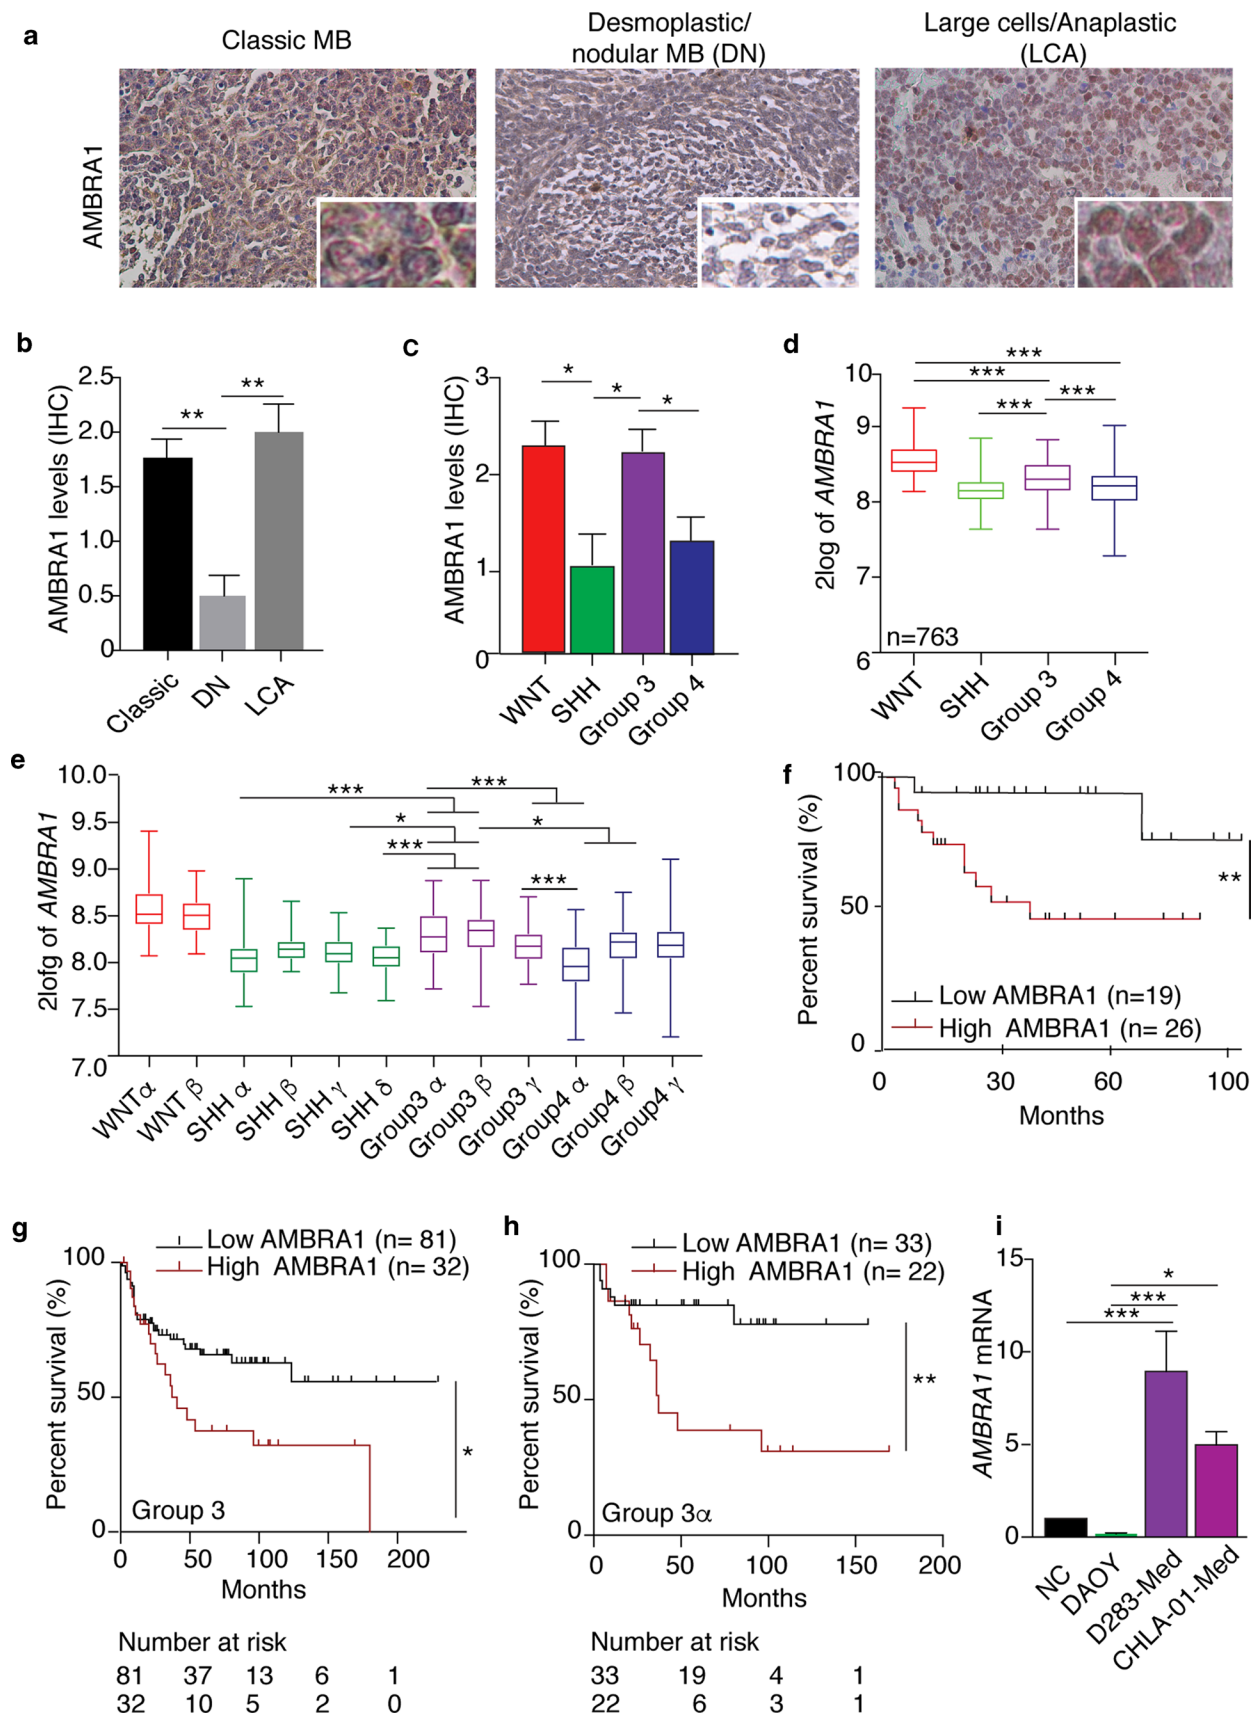 a
Classic MB
Desmoplastic/
nodular MB (DN)
Large cells/Anaplastic
(LCA)
AMBRA1
b
AMBRA1 levels (IHC)
2.5
2.0
1.5
1.0
0.5
0
** **
Classic DN LCA
c
AMBRA1 levels (IHC)
3
2
1
0
* * *
WNT SHH Group 3 Group 4
d
2log of AMBRA1
10
9
8
7
6
***
***
*** ***
n=763
WNT SHH Group 3 Group 4
e
2lofg of AMBRA1
10.0
9.5
9.0
8.5
8.0
7.5
7.0
*** ***
* *
***
***
WNTα WNT β SHH α SHH β SHH γ SHH δ Group3 α Group3 β Group3 γ Group4 α Group4 β Group4 γ
f
Percent survival (%)
100
50
0
**
Low AMBRA1 (n=19)
High AMBRA1 (n= 26)
0 30 60 100
Months
g
Low AMBRA1 (n= 81)
High AMBRA1 (n= 32)
Percent survival (%)
100
50
0
*
Group 3
0 50 100 150 200
Months
Number at risk
81 37 13 6 1
32 10 5 2 0
h
Low AMBRA1 (n= 33)
High AMBRA1 (n= 22)
Percent survival (%)
100
50
0
**
Group 3α
0 50 100 150 200
Months
Number at risk
33 19 4 1
22 6 3 1
i
AMBRA1 mRNA
15
10
5
0
*
***
***
NC DAOY D283-Med CHLA-01-Med